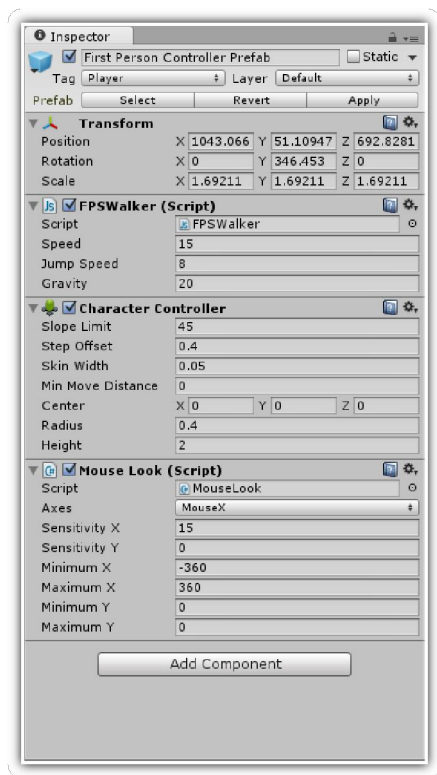 Inspector
First Person Controller Prefab Static
Tag Player Layer Default
Prefab Select Revert Apply
Transform
Position X 1043.066 Y 51.10947 Z 692.8281
Rotation X 0 Y 346.453 Z 0
Scale X 1.69211 Y 1.69211 Z 1.69211
JS FPSWalker (Script)
Script JS FPSWalker
Speed 15
Jump Speed 8
Gravity 20
Character Controller
Slope Limit 45
Step Offset 0.4
Skin Width 0.05
Min Move Distance 0
Center X 0 Y 0 Z 0
Radius 0.4
Height 2
C# Mouse Look (Script)
Script C# MouseLook
Axes MouseX
Sensitivity X 15
Sensitivity Y 0
Minimum X -360
Maximum X 360
Minimum Y 0
Maximum Y 0
Add Component